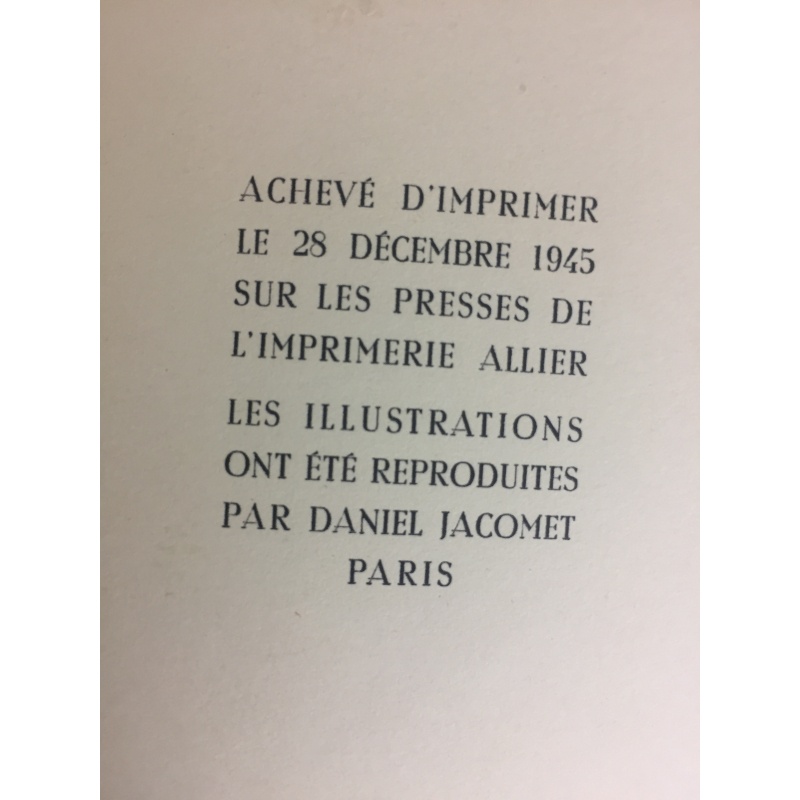 ACHEVÉ D'IMPRIMER
LE 28 DÉCEMBRE 1945
SUR LES PRESSES DE
L'IMPRIMERIE ALLIER
LES ILLUSTRATIONS
ONT ÉTÉ REPRODUITES
PAR DANIEL JACOMET
PARIS